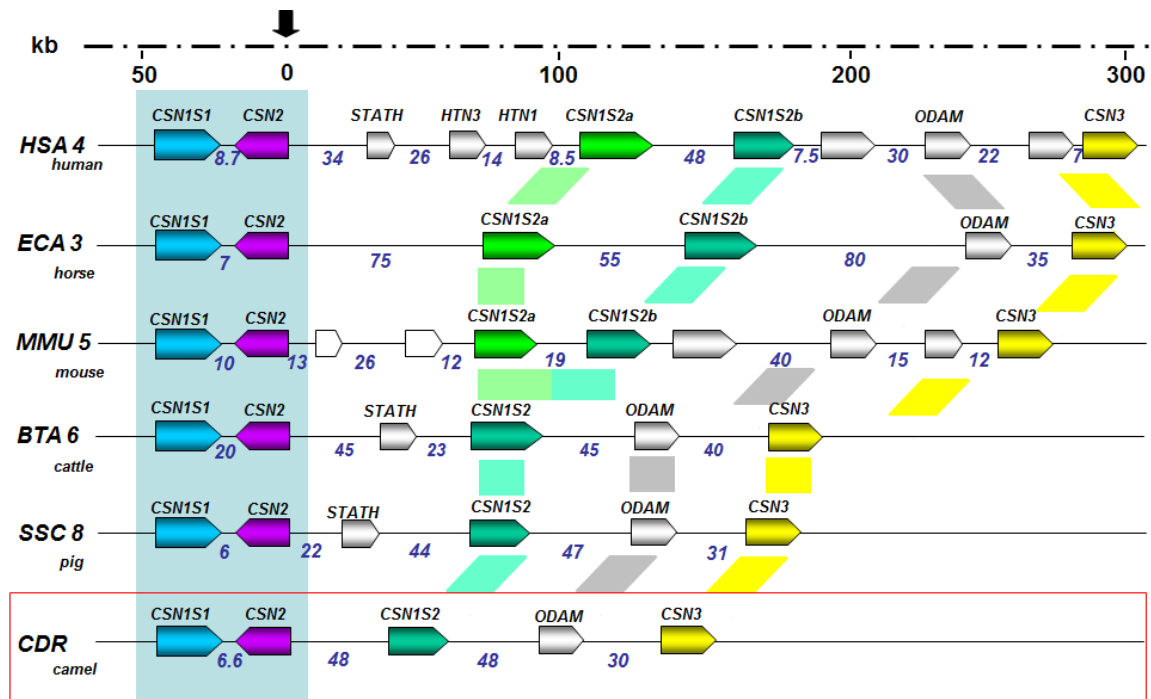 kb
50 0 100 200 300
CSN1S1 CSN2 STATH HTN3 HTN1 CSN1S2a CSN1S2b ODAM CSN3
HSA 4
human
8.7 34 26 14 8.5 48 7.5 30 22 7
CSN1S1 CSN2 CSN1S2a CSN1S2b ODAM CSN3
ECA 3
horse
7 75 55 80 35
CSN1S1 CSN2 CSN1S2a CSN1S2b ODAM CSN3
MMU 5
mouse
10 13 26 12 19 40 15 12
CSN1S1 CSN2 STATH CSN1S2 ODAM CSN3
BTA 6
cattle
20 45 23 45 40
CSN1S1 CSN2 STATH CSN1S2 ODAM CSN3
SSC 8
pig
6 22 44 47 31
CSN1S1 CSN2 CSN1S2 ODAM CSN3
CDR
camel
6.6 48 48 30